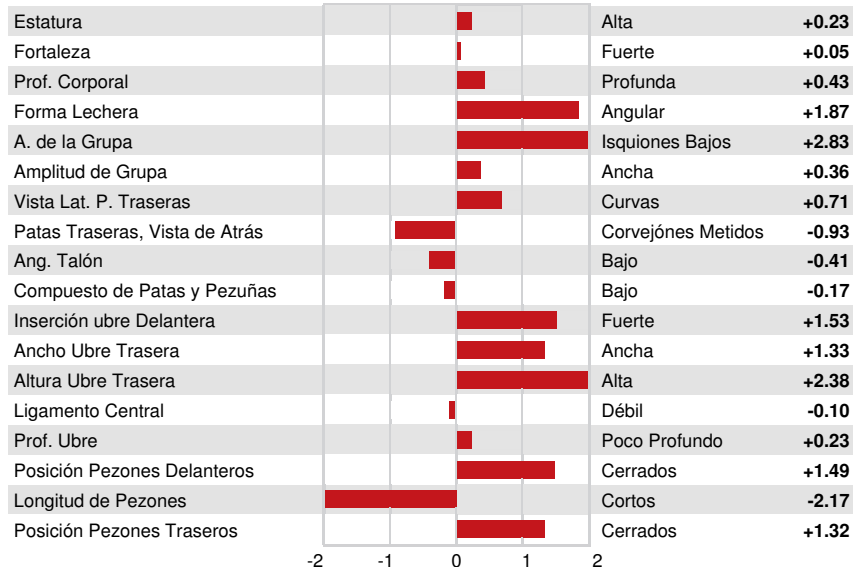 Estatura Alta +0.23
Fortaleza Fuerte +0.05
Prof. Corporal Profunda +0.43
Forma Lechera Angular +1.87
A. de la Grupa Isquiones Bajos +2.83
Amplitud de Grupa Ancha +0.36
Vista Lat. P. Traseras Curvas +0.71
Patas Traseras, Vista de Atrás Corvejónes Metidos -0.93
Ang. Talón Bajo -0.41
Compuesto de Patas y Pezuñas Bajo -0.17
Inserción ubre Delantera Fuerte +1.53
Ancho Ubre Trasera Ancha +1.33
Altura Ubre Trasera Alta +2.38
Ligamento Central Débil -0.10
Prof. Ubre Poco Profundo +0.23
Posición Pezones Delanteros Cerrados +1.49
Longitud de Pezones Cortos -2.17
Posición Pezones Traseros Cerrados +1.32
-2 -1 0 1 2